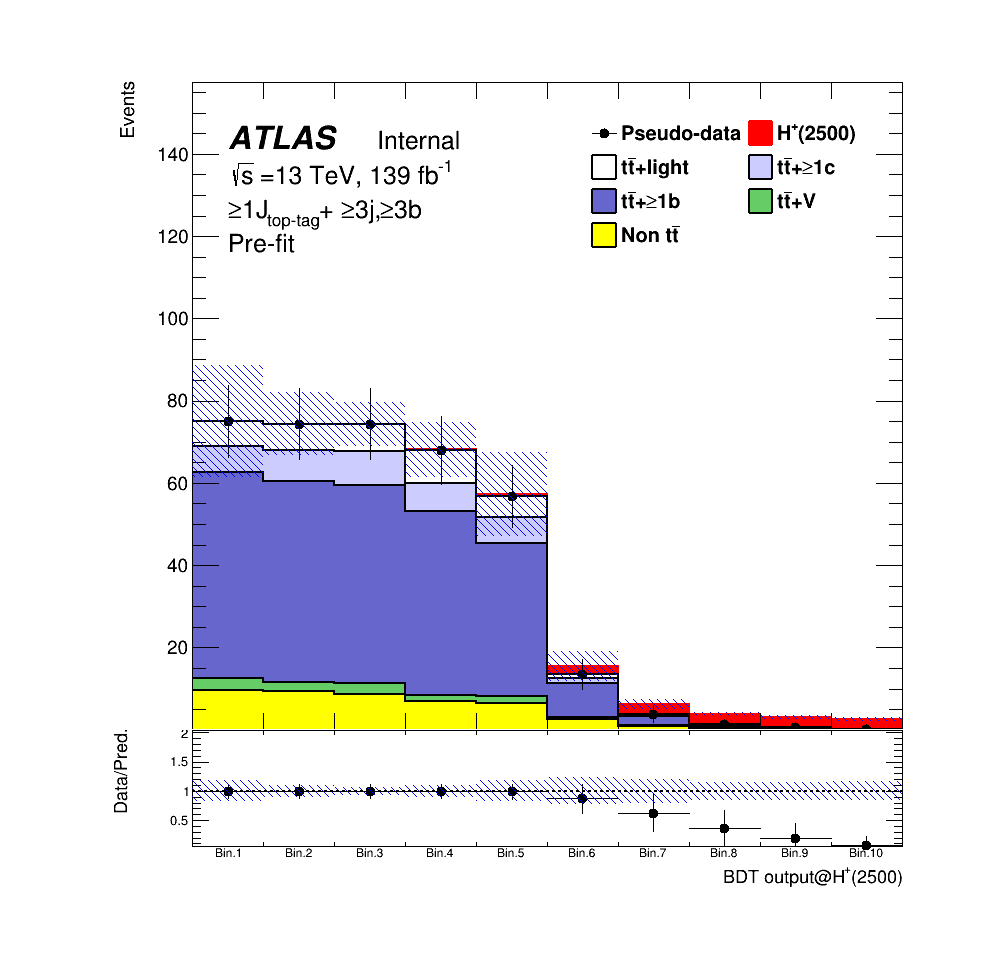 Events
ATLAS Internal
√s =13 TeV, 139 fb⁻¹
≥1J_top-tag+ ≥3j,≥3b
Pre-fit
Pseudo-data H⁺(2500)
tt̄+light tt̄+≥1c
tt̄+≥1b tt̄+V
Non tt̄
140
120
100
80
60
40
20
Data/Pred.
2
1.5
1
0.5
Bin.1 Bin.2 Bin.3 Bin.4 Bin.5 Bin.6 Bin.7 Bin.8 Bin.9 Bin.10
BDT output@H⁺(2500)